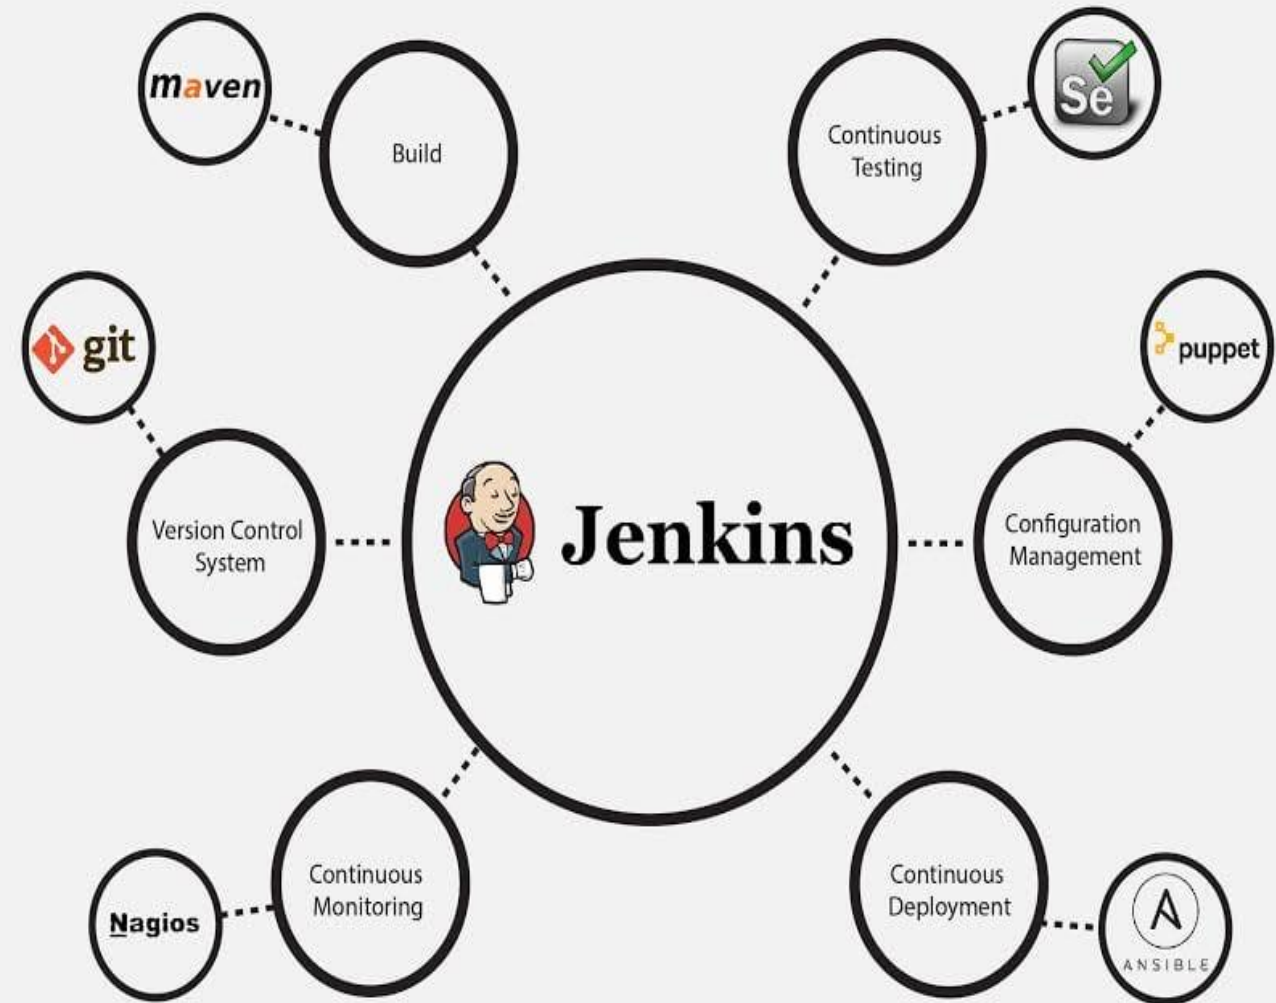 maven
Build
Continuous
Testing
Se
git
puppet
Version Control
System
Jenkins
Configuration
Management
Continuous
Monitoring
Nagios
Continuous
Deployment
A
ANSIBLE